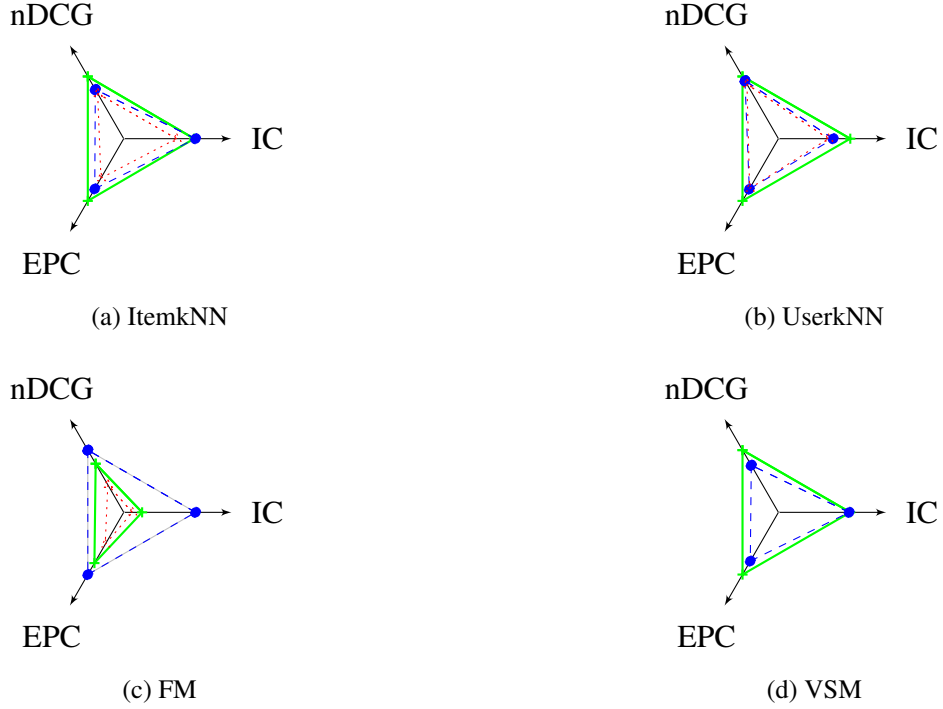 nDCG
IC
EPC
(a) ItemkNN
nDCG
IC
EPC
(b) UserkNN
nDCG
IC
EPC
(c) FM
nDCG
IC
EPC
(d) VSM